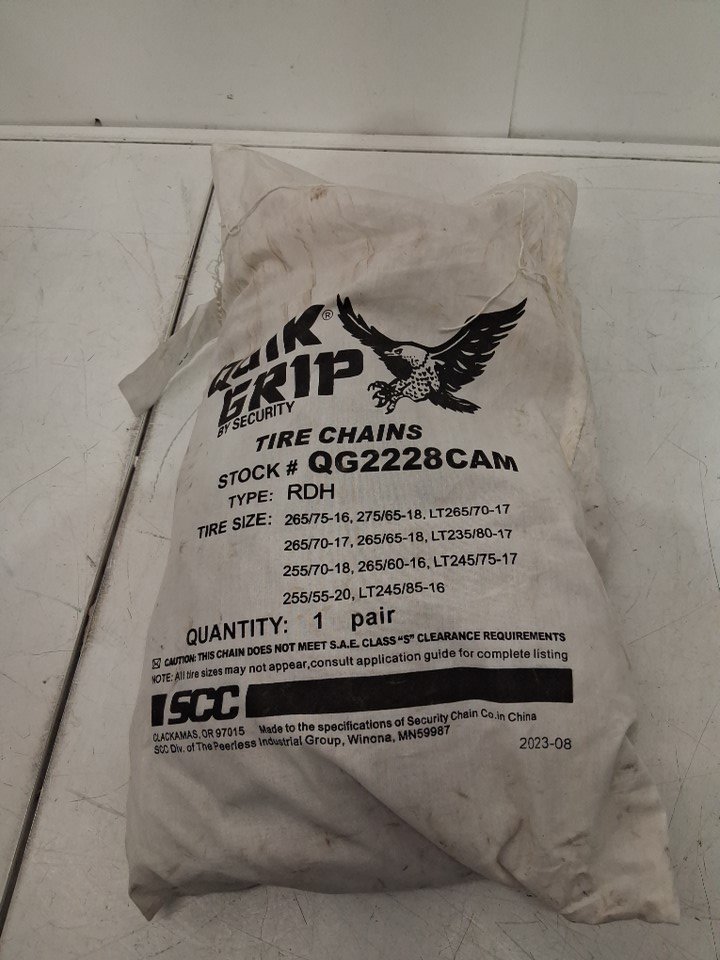 QUIK®
GRIP
BY SECURITY
TIRE CHAINS
STOCK # QG2228CAM
TYPE: RDH
TIRE SIZE: 265/75-16, 275/65-18, LT265/70-17
265/70-17, 265/65-18, LT235/80-17
255/70-18, 265/60-16, LT245/75-17
255/55-20, LT245/85-16
QUANTITY: 1 pair
☒ CAUTION: THIS CHAIN DOES NOT MEET S.A.E. CLASS "S" CLEARANCE REQUIREMENTS
NOTE: All tire sizes may not appear,consult application guide for complete listing
SCC
CLACKAMAS, OR 97015 Made to the specifications of Security Chain Co.in China
SCC Div. of The Peerless Industrial Group, Winona, MN59987
2023-08